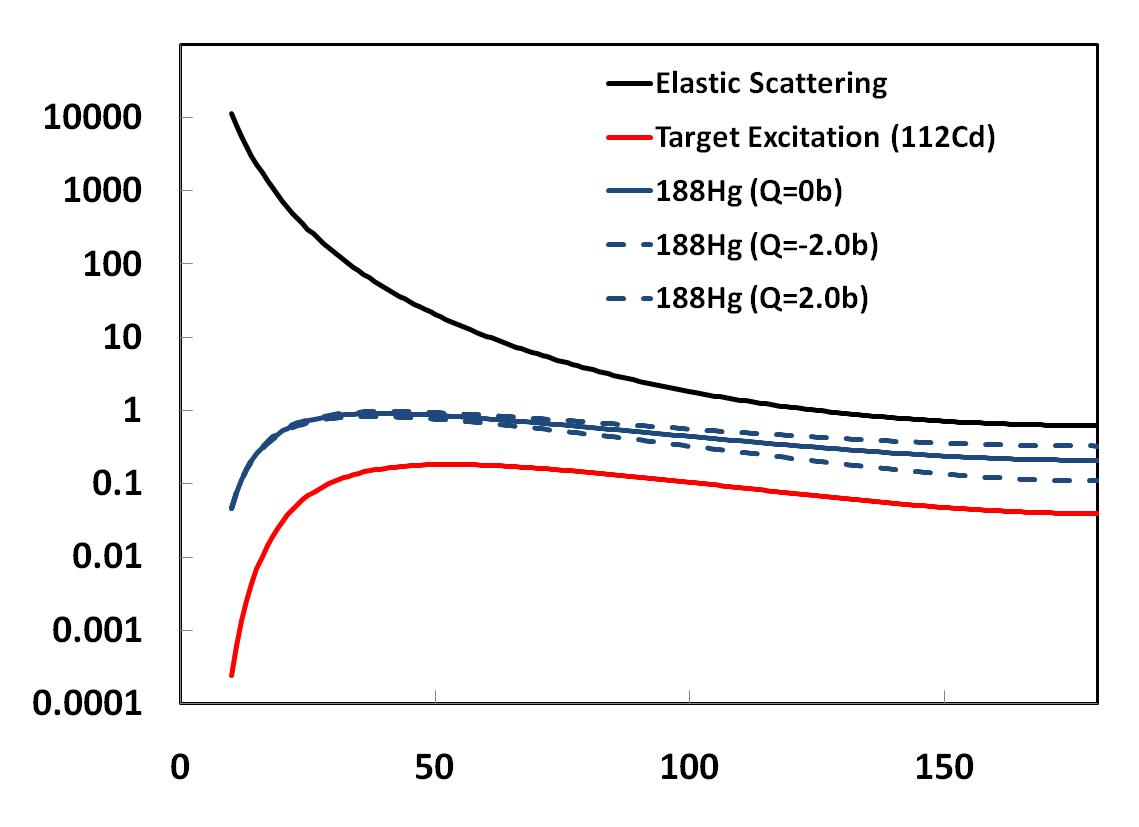 Elastic Scattering
Target Excitation (112Cd)
188Hg (Q=0b)
188Hg (Q=-2.0b)
188Hg (Q=2.0b)
10000
1000
100
10
1
0.1
0.01
0.001
0.0001
0 50 100 150